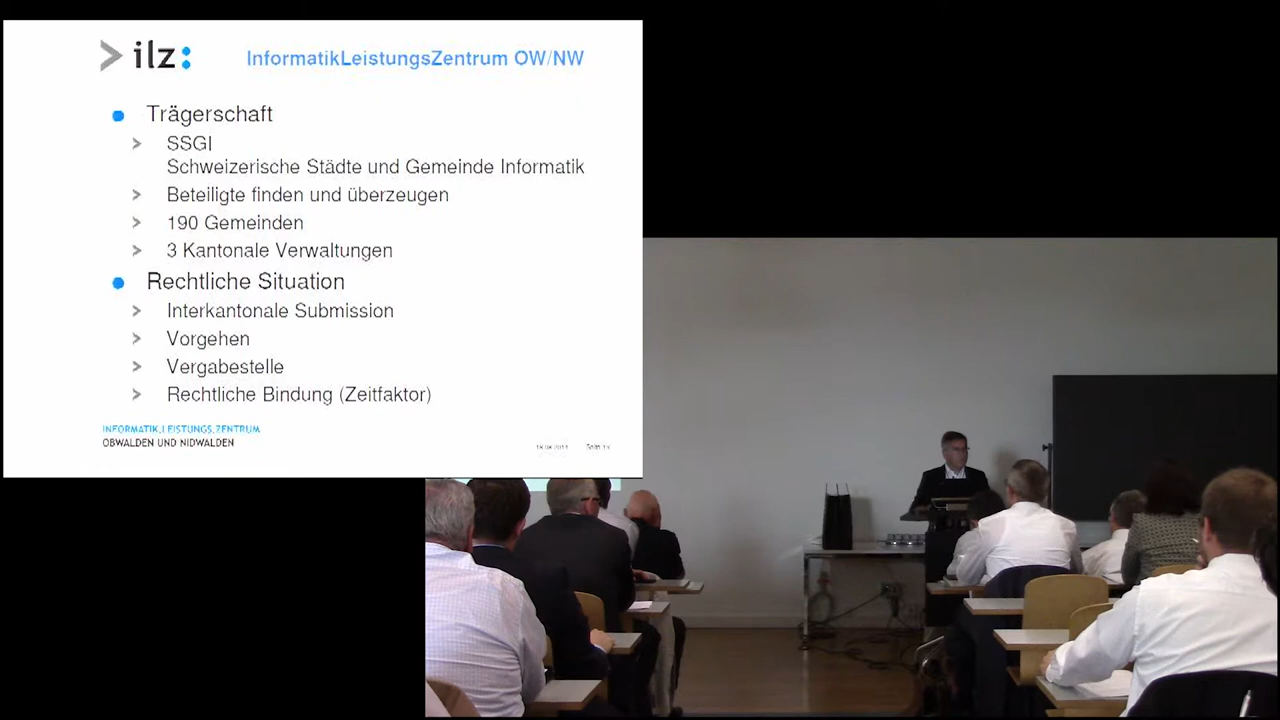 ilz:
InformatikLeistungsZentrum OW/NW
Trägerschaft
SSGI
Schweizerische Städte und Gemeinde Informatik
Beteiligte finden und überzeugen
190 Gemeinden
3 Kantonale Verwaltungen
Rechtliche Situation
Interkantonale Submission
Vorgehen
Vergabestelle
Rechtliche Bindung (Zeitfaktor)
INFORMATIK.LEISTUNGS.ZENTRUM
OBWALDEN UND NIDWALDEN
Seite